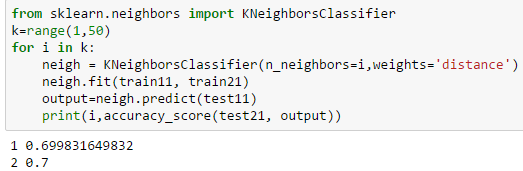 from sklearn.neighbors import KNeighborsClassifier
k=range(1,50)
for i in k:
    neigh = KNeighborsClassifier(n_neighbors=i,weights='distance')
    neigh.fit(train11, train21)
    output=neigh.predict(test11)
    print(i,accuracy_score(test21, output))
1 0.699831649832
2 0.7